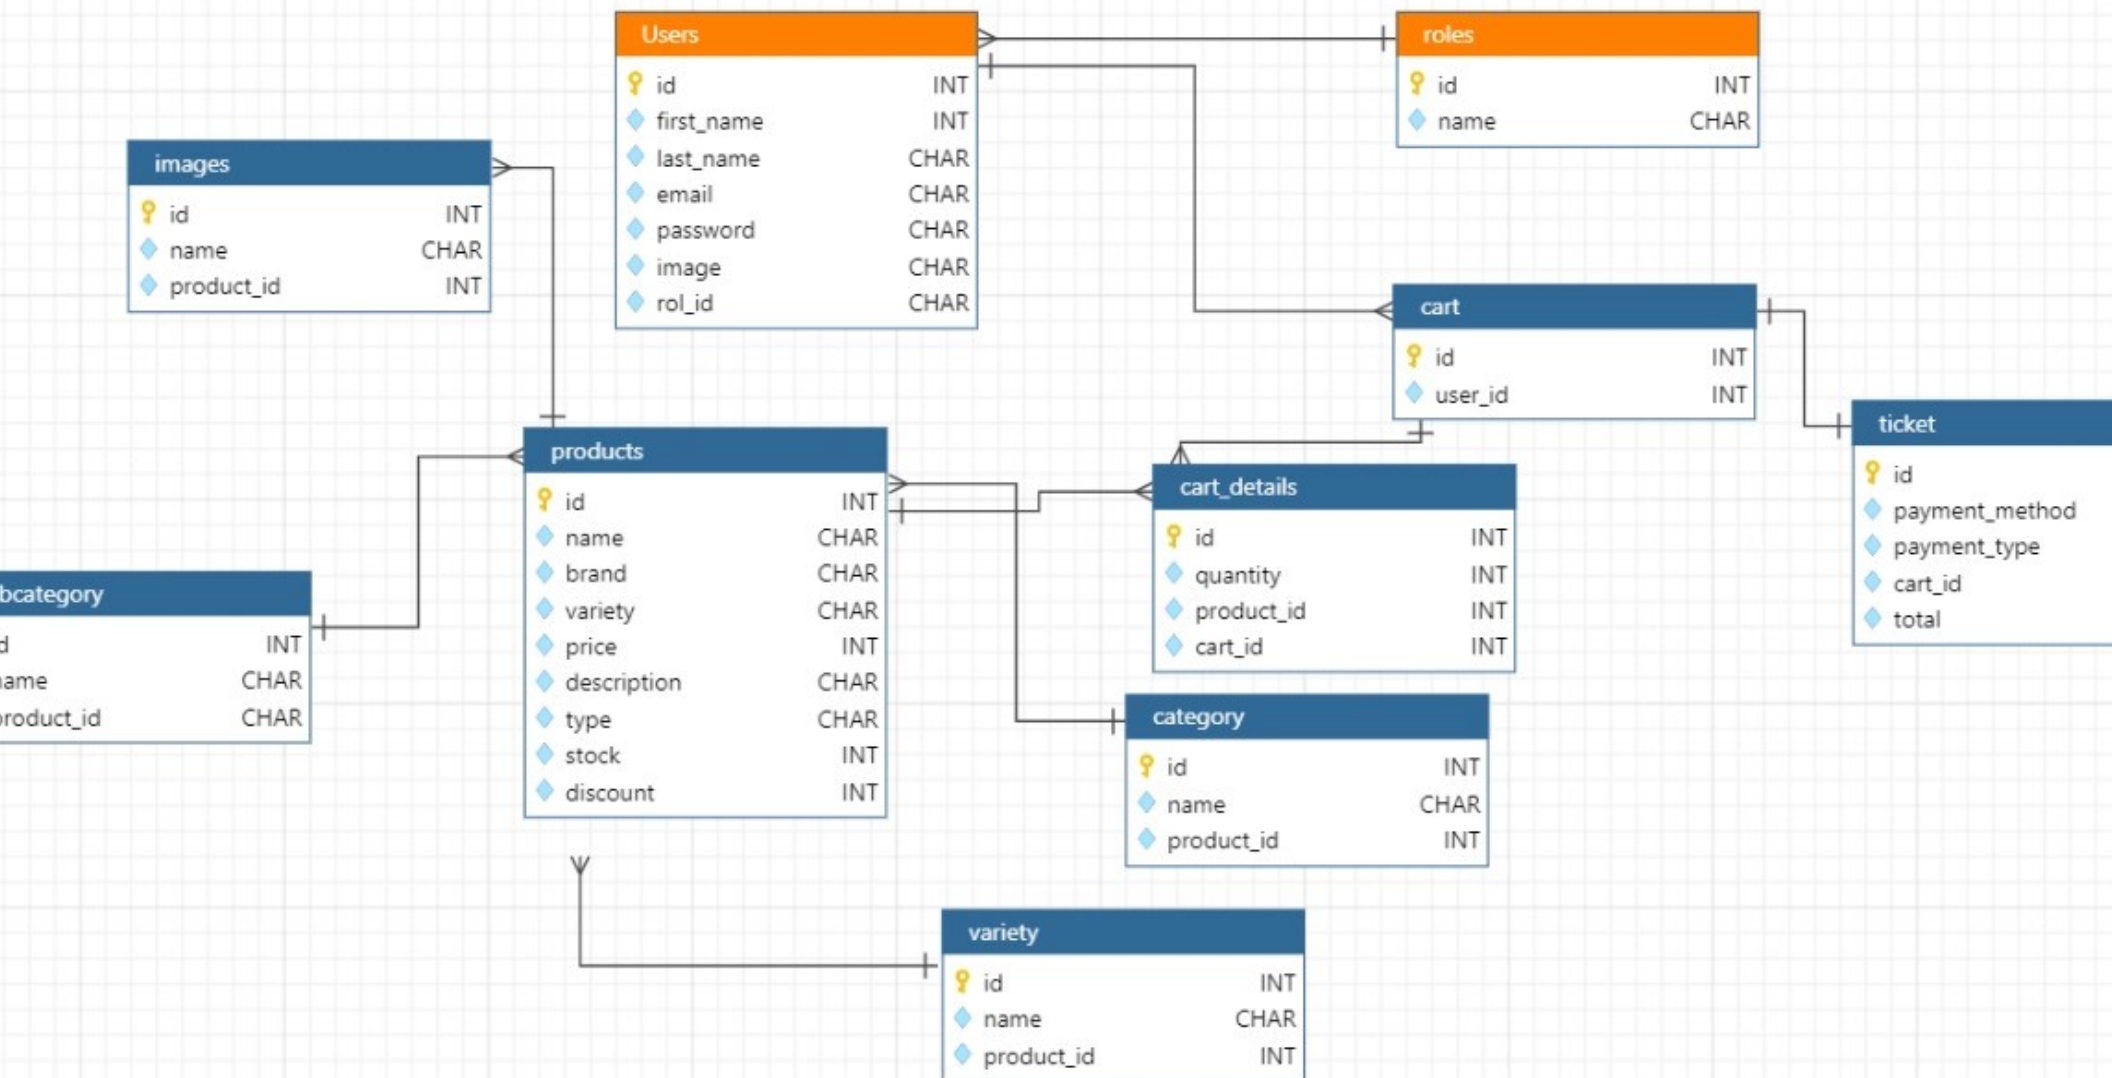 Users
id INT
first_name INT
last_name CHAR
email CHAR
password CHAR
image CHAR
rol_id CHAR
roles
id INT
name CHAR
images
id INT
name CHAR
product_id INT
cart
id INT
user_id INT
ticket
id
payment_method
payment_type
cart_id
total
products
id INT
name CHAR
brand CHAR
variety CHAR
price INT
description CHAR
type CHAR
stock INT
discount INT
cart_details
id INT
quantity INT
product_id INT
cart_id INT
bcategory
d INT
ame CHAR
product_id CHAR
category
id INT
name CHAR
product_id INT
variety
id INT
name CHAR
product_id INT